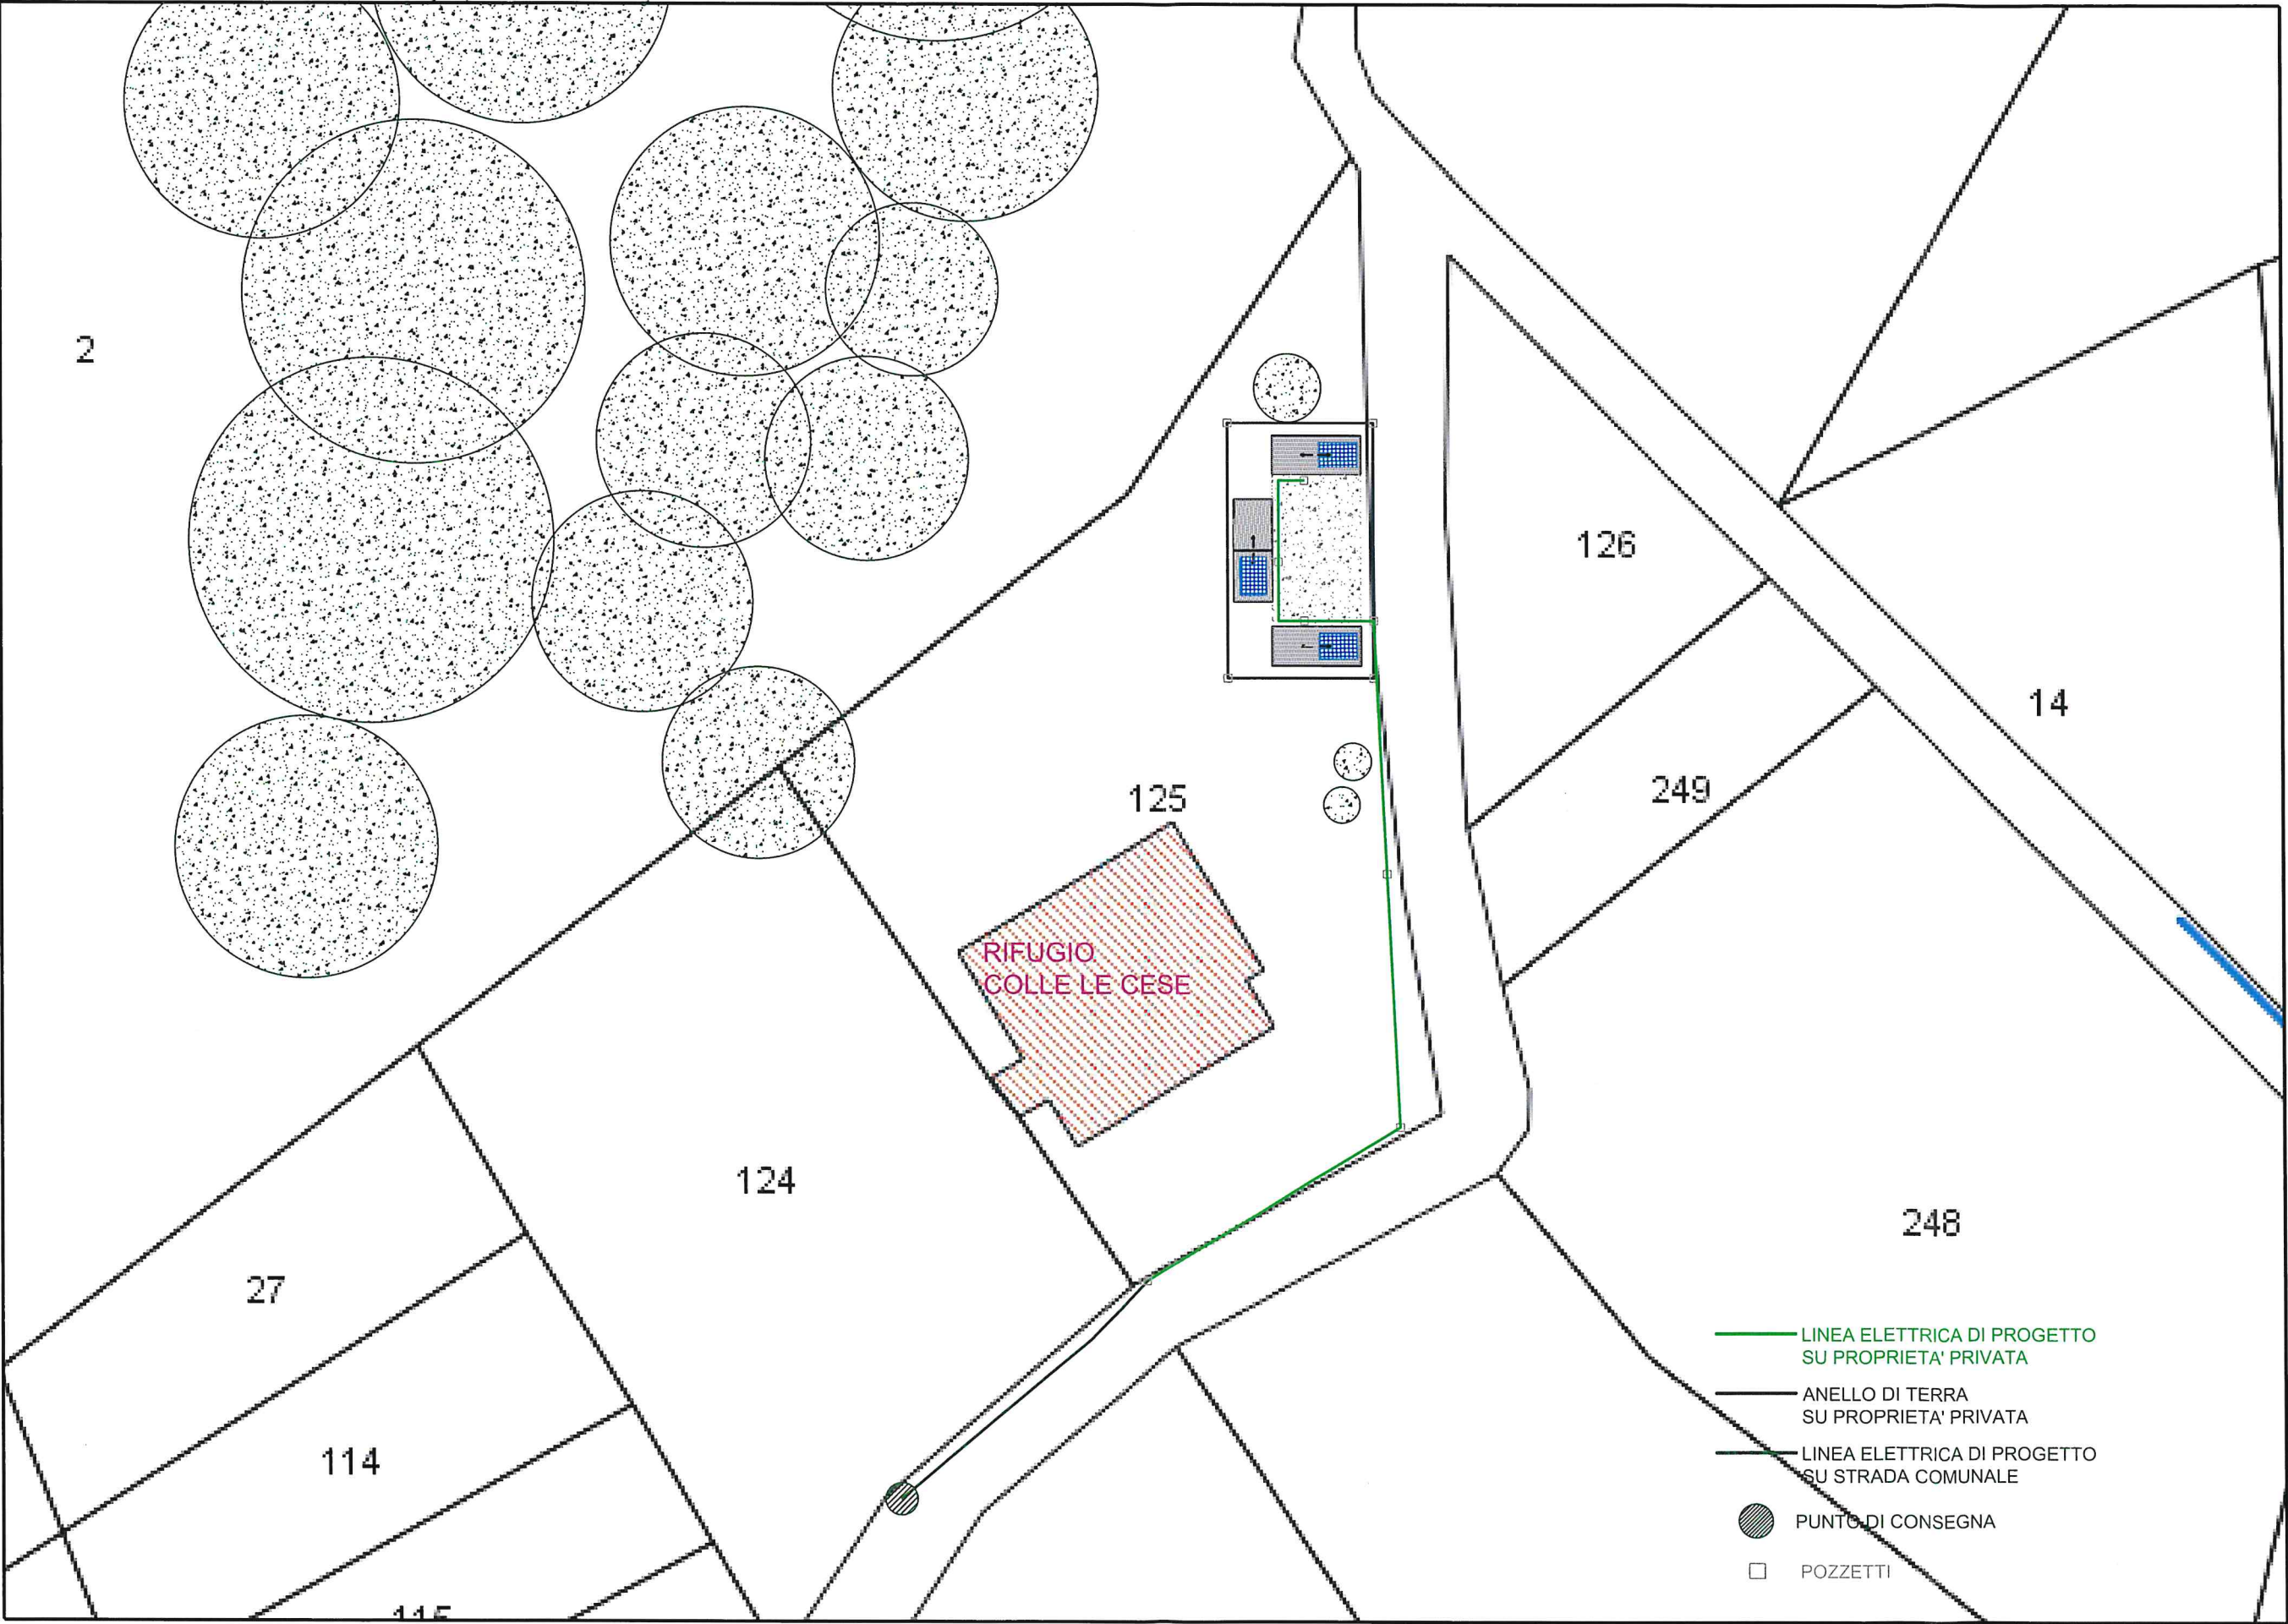 2
126
14
249
125
RIFUGIO
COLLE LE CESE
124
248
27
114
LINEA ELETTRICA DI PROGETTO
SU PROPRIETA' PRIVATA
ANELLO DI TERRA
SU PROPRIETA' PRIVATA
LINEA ELETTRICA DI PROGETTO
SU STRADA COMUNALE
PUNTO DI CONSEGNA
POZZETTI